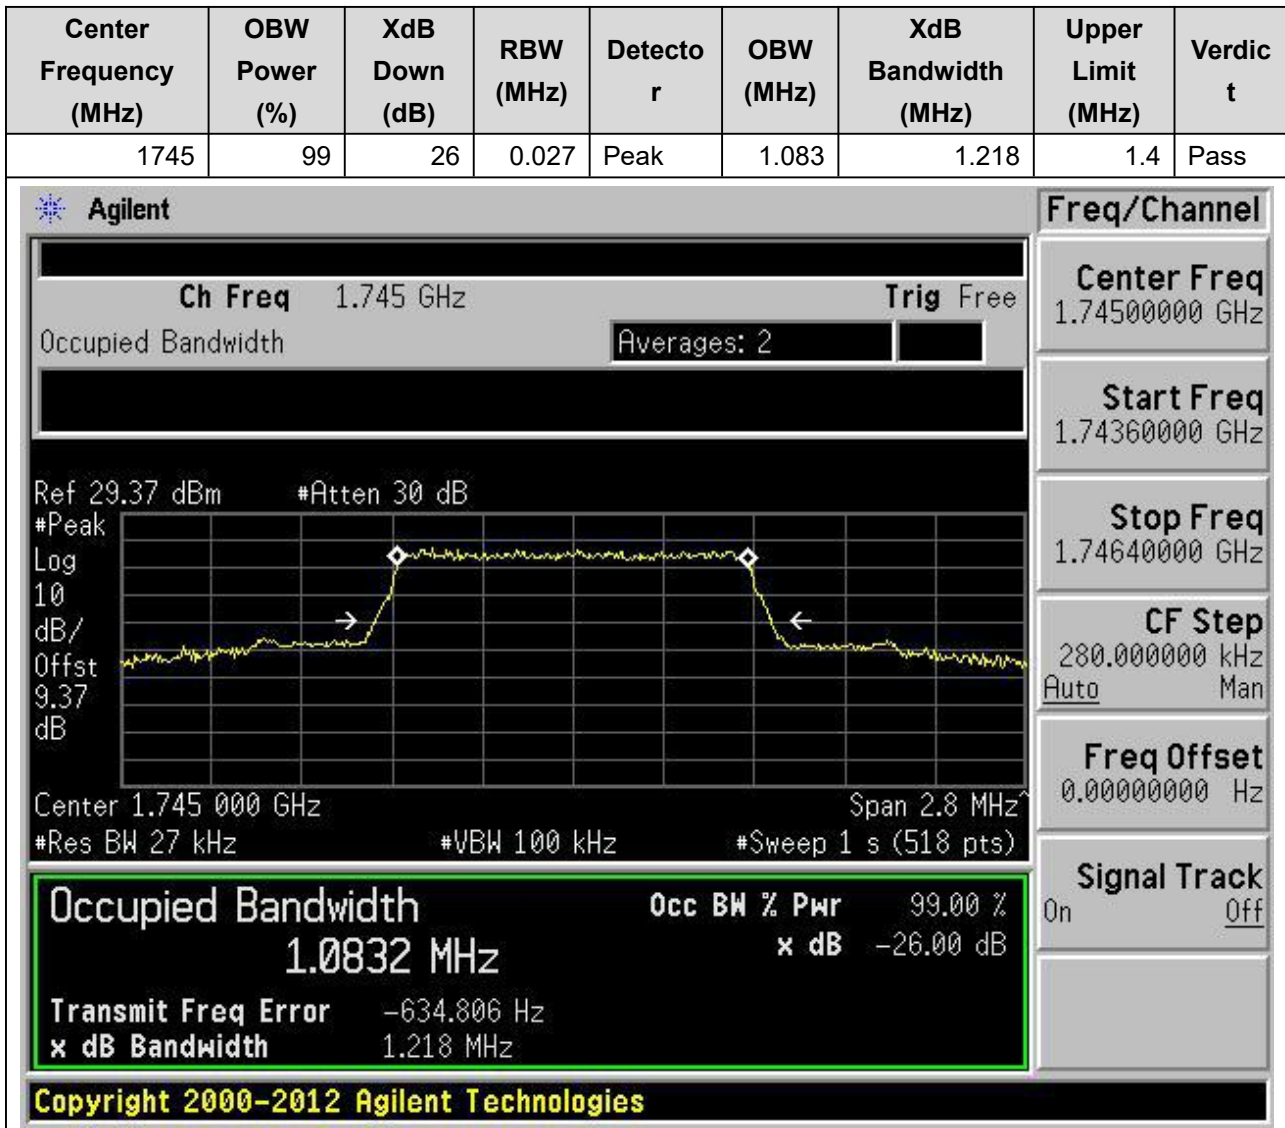 Center Frequency (MHz) OBW Power (%) XdB Down (dB) RBW (MHz) Detecto r OBW (MHz) XdB Bandwidth (MHz) Upper Limit (MHz) Verdic t
1745 99 26 0.027 Peak 1.083 1.218 1.4 Pass
Agilent
Freq/Channel
Ch Freq 1.745 GHz Trig Free
Occupied Bandwidth Averages: 2
Ref 29.37 dBm #Atten 30 dB
#Peak
Log
10
dB/
Offst
9.37
dB
Center 1.745 000 GHz Span 2.8 MHz^
#Res BW 27 kHz #VBW 100 kHz #Sweep 1 s (518 pts)
Occupied Bandwidth Occ BW % Pwr 99.00 %
1.0832 MHz x dB -26.00 dB
Transmit Freq Error -634.806 Hz
x dB Bandwidth 1.218 MHz
Center Freq
1.74500000 GHz
Start Freq
1.74360000 GHz
Stop Freq
1.74640000 GHz
CF Step
280.000000 kHz
Auto Man
Freq Offset
0.00000000 Hz
Signal Track
On Off
Copyright 2000-2012 Agilent Technologies